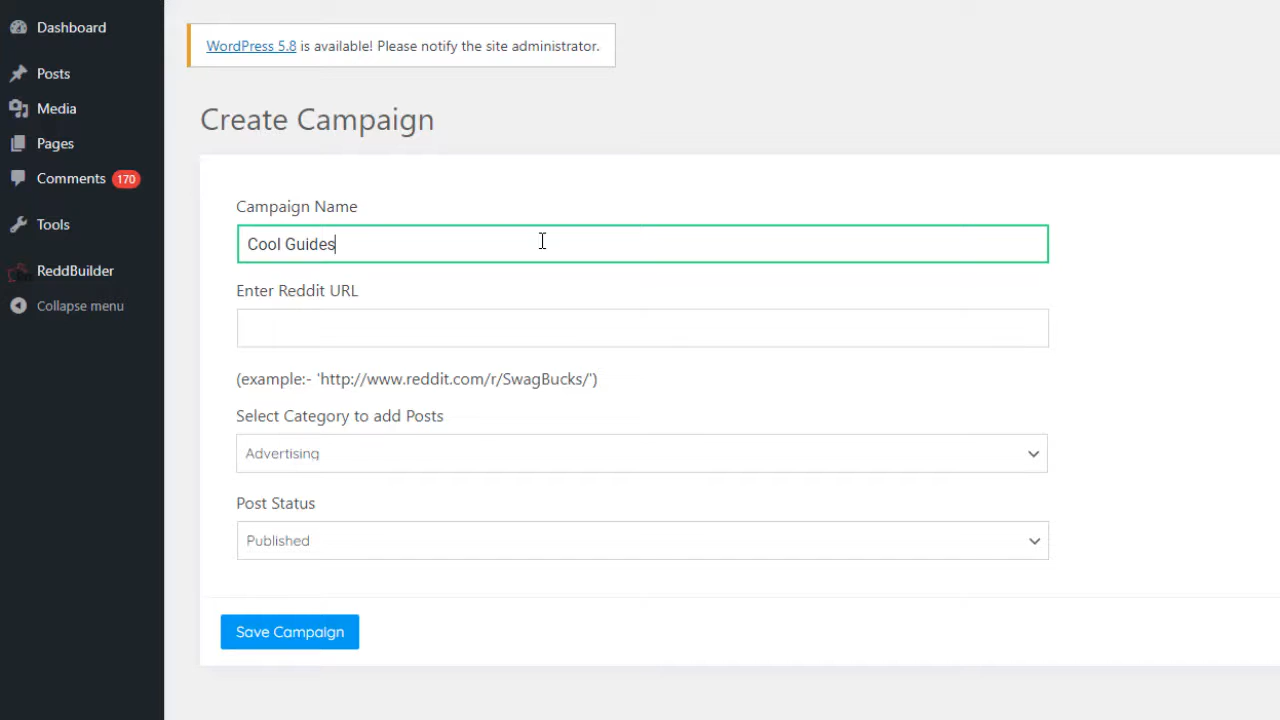 Dashboard
Posts
Media
Pages
Comments 170
Tools
ReddBuilder
Collapse menu
WordPress 5.8 is available! Please notify the site administrator.
Create Campaign
Campaign Name
Cool Guides
Enter Reddit URL
(example:- 'http://www.reddit.com/r/SwagBucks/')
Select Category to add Posts
Advertising
Post Status
Published
Save Campaign